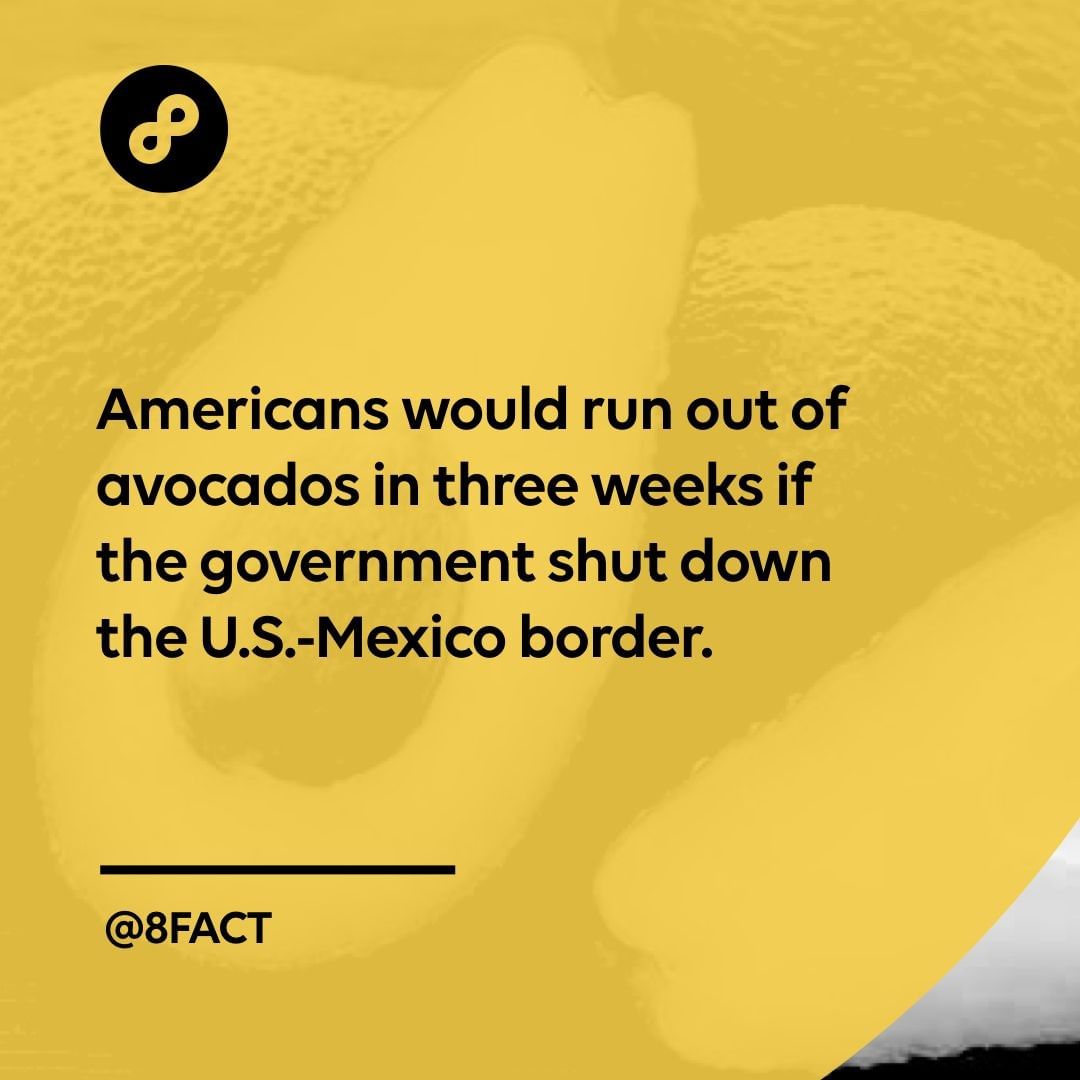 Americans would run out of
avocados in three weeks if
the government shut down
the U.S.-Mexico border.
@8FACT